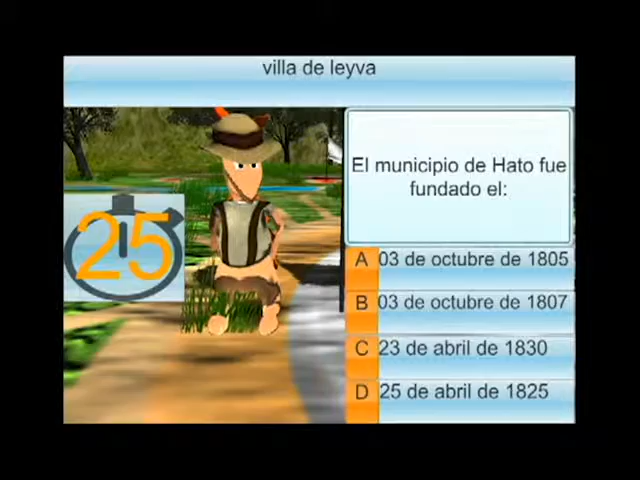 villa de leyva
25
El municipio de Hato fue
fundado el:
A 03 de octubre de 1805
B 03 de octubre de 1807
C 23 de abril de 1830
D 25 de abril de 1825